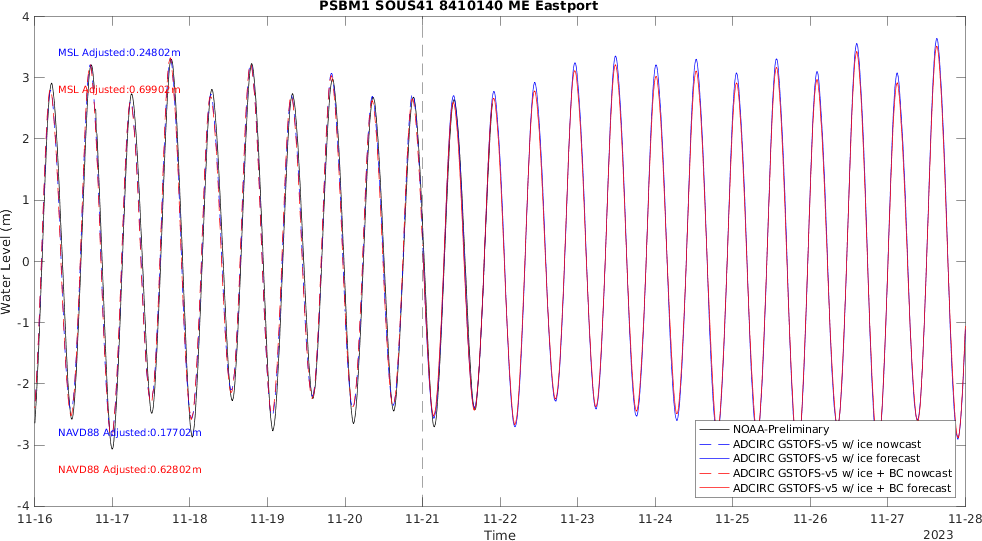 PSBM1 SOUS41 8410140 ME Eastport
4
3
2
1
0
-1
-2
-3
-4
Water Level (m)
MSL Adjusted:0.24802m
MSL Adjusted:0.69902m
NAVD88 Adjusted:0.17702m
NAVD88 Adjusted:0.62802m
NOAA-Preliminary
ADCIRC GSTOFS-v5 w/ ice nowcast
ADCIRC GSTOFS-v5 w/ ice forecast
ADCIRC GSTOFS-v5 w/ ice + BC nowcast
ADCIRC GSTOFS-v5 w/ ice + BC forecast
11-16 11-17 11-18 11-19 11-20 11-21 11-22 11-23 11-24 11-25 11-26 11-27 11-28
Time
2023